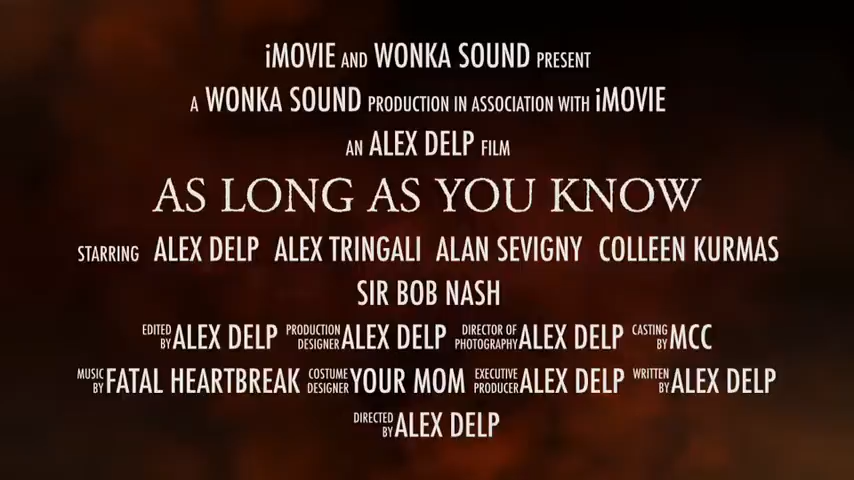 iMOVIE AND WONKA SOUND PRESENT
A WONKA SOUND PRODUCTION IN ASSOCIATION WITH iMOVIE
AN ALEX DELP FILM
AS LONG AS YOU KNOW
STARRING ALEX DELP ALEX TRINGALI ALAN SEVIGNY COLLEEN KURMAS
SIR BOB NASH
EDITED BY ALEX DELP PRODUCTION DESIGNER ALEX DELP DIRECTOR OF PHOTOGRAPHY ALEX DELP CASTING BY MCC
MUSIC BY FATAL HEARTBREAK COSTUME DESIGNER YOUR MOM EXECUTIVE PRODUCER ALEX DELP WRITTEN BY ALEX DELP
DIRECTED BY ALEX DELP